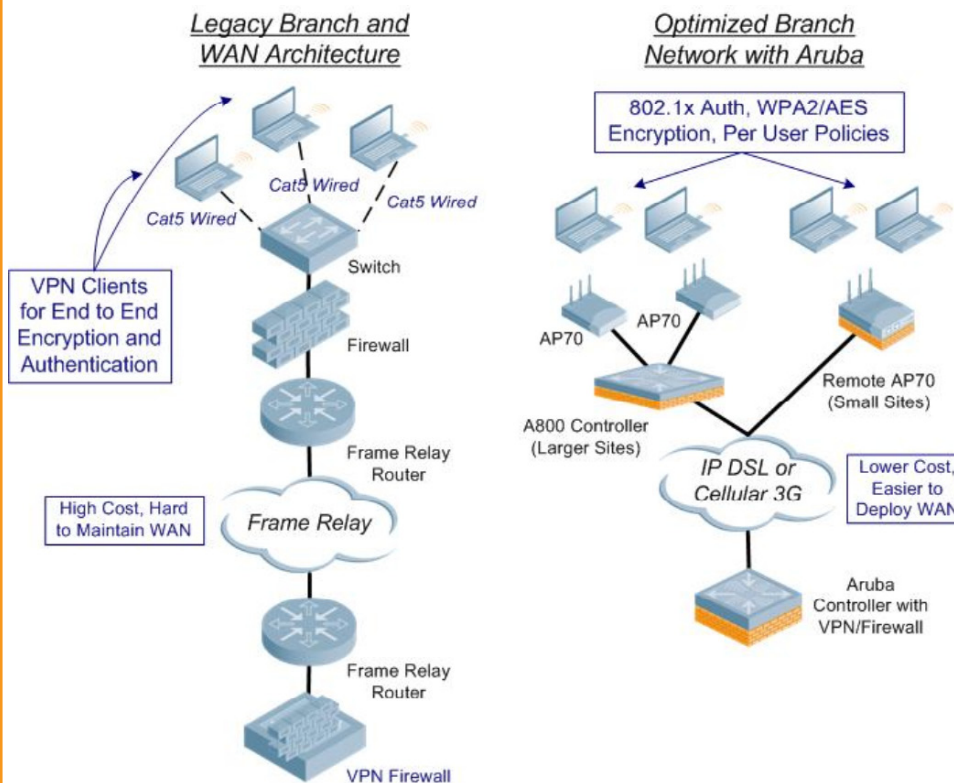 Legacy Branch and
WAN Architecture
Cat5 Wired
Cat5 Wired
Cat5 Wired
Switch
VPN Clients
for End to End
Encryption and
Authentication
Firewall
Frame Relay
Router
High Cost, Hard
to Maintain WAN
Frame Relay
Frame Relay
Router
VPN Firewall
Optimized Branch
Network with Aruba
802.1x Auth, WPA2/AES
Encryption, Per User Policies
AP70
AP70
Remote AP70
(Small Sites)
A800 Controller
(Larger Sites)
IP DSL or
Cellular 3G
Lower Cost,
Easier to
Deploy WAN
Aruba
Controller with
VPN/Firewall